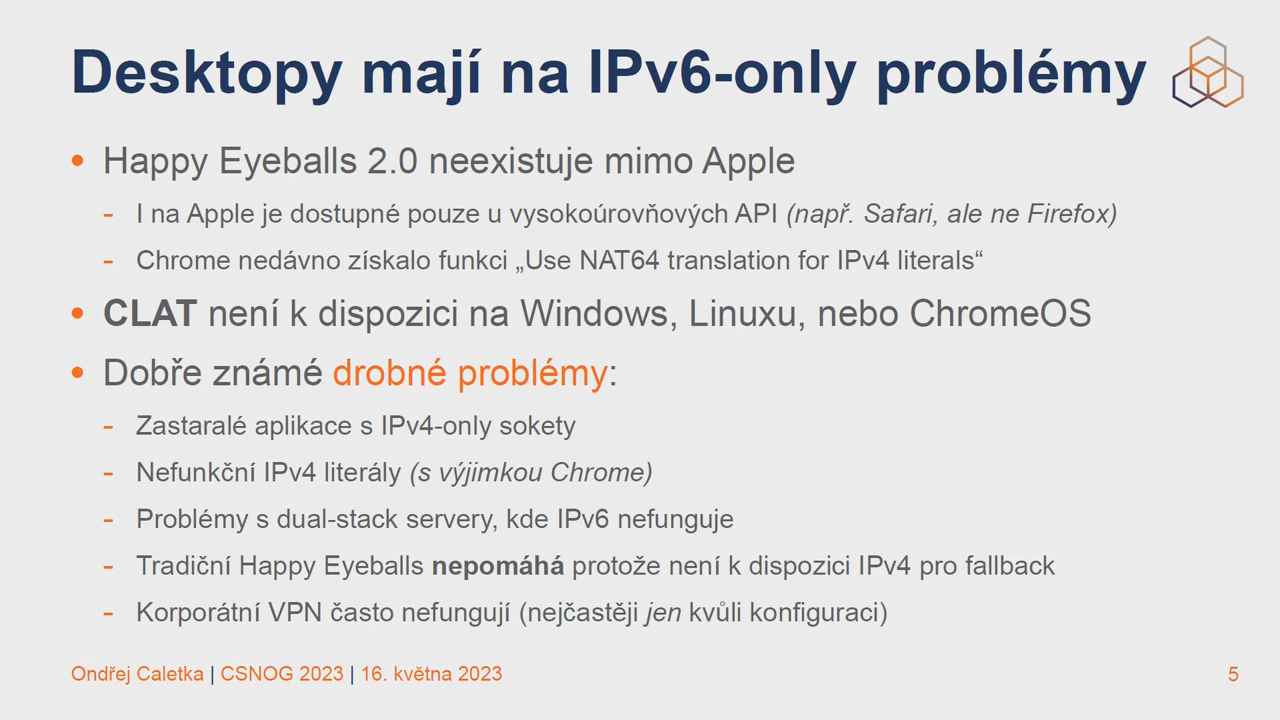 Desktopy mají na IPv6-only problémy
• Happy Eyeballs 2.0 neexistuje mimo Apple
- I na Apple je dostupné pouze u vysokoúrovňových API (např. Safari, ale ne Firefox)
- Chrome nedávno získalo funkci „Use NAT64 translation for IPv4 literals“
• CLAT není k dispozici na Windows, Linuxu, nebo ChromeOS
• Dobře známé drobné problémy:
- Zastaralé aplikace s IPv4-only sokety
- Nefunkční IPv4 literály (s výjimkou Chrome)
- Problémy s dual-stack servery, kde IPv6 nefunguje
- Tradiční Happy Eyeballs nepomáhá protože není k dispozici IPv4 pro fallback
- Korporátní VPN často nefungují (nejčastěji jen kvůli konfiguraci)
Ondřej Caletka | CSNOG 2023 | 16. května 2023
5